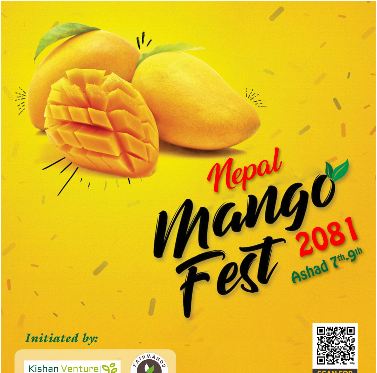 Nepal
Mango
Fest 2081
Ashad 7th-9th
Initiated by:
Kishan Venture